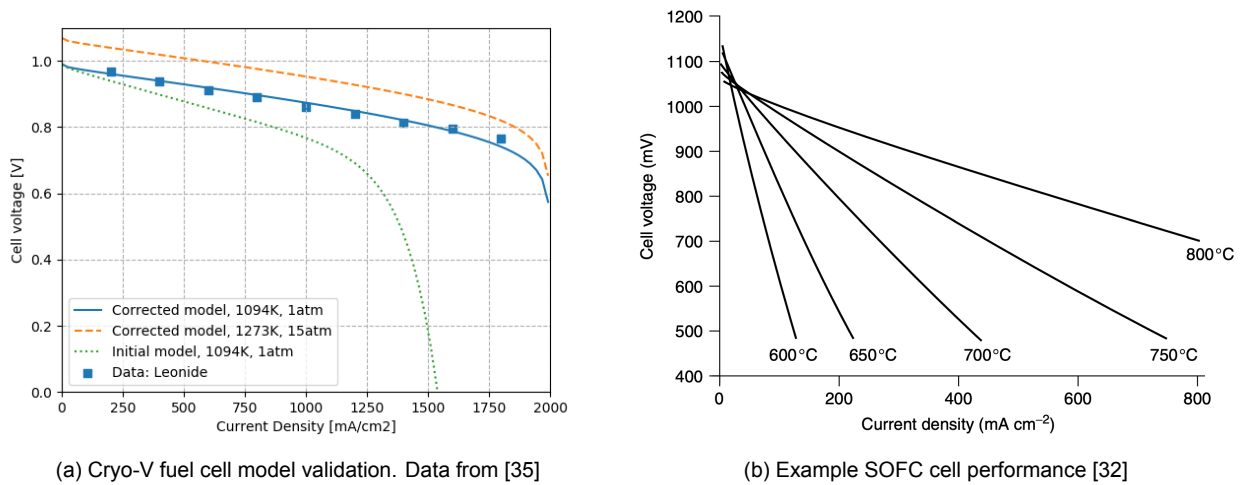 1.0
0.8
0.6
0.4
0.2
0.0
Cell voltage [V]
Corrected model, 1094K, 1atm
Corrected model, 1273K, 15atm
Initial model, 1094K, 1atm
Data: Leonide
0 250 500 750 1000 1250 1500 1750 2000
Current Density [mA/cm2]
(a) Cryo-V fuel cell model validation. Data from [35]
1200
1100
1000
900
800
700
600
500
400
Cell voltage (mV)
800°C
600°C 650°C 700°C 750°C
0 200 400 600 800
Current density (mA cm⁻²)
(b) Example SOFC cell performance [32]